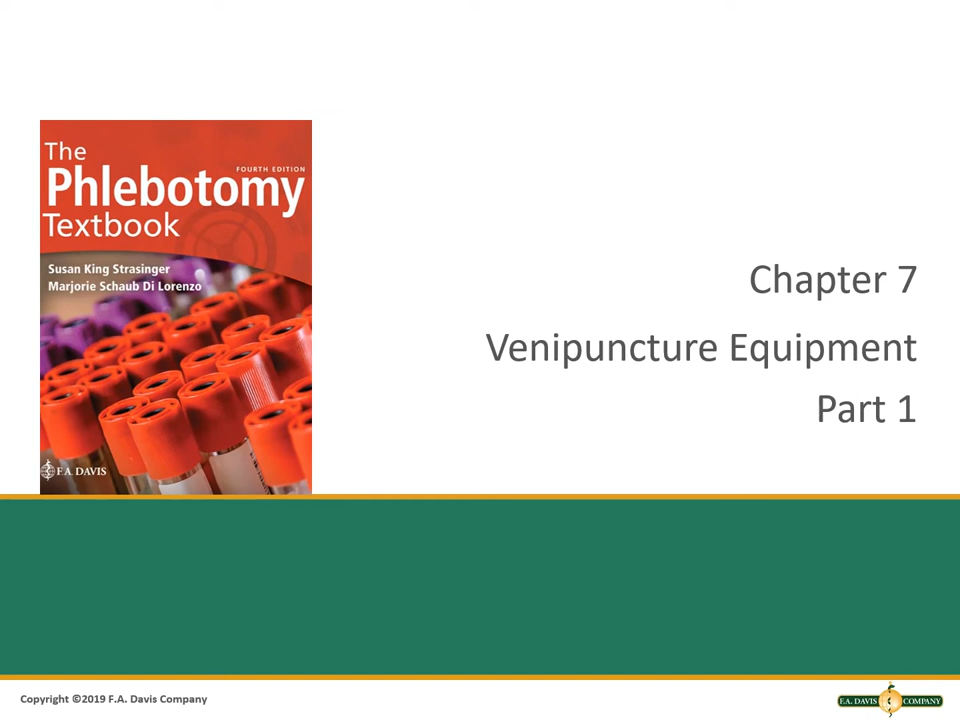 The
FOURTH EDITION
Phlebotomy
Textbook
Susan King Strasinger
Marjorie Schaub Di Lorenzo
F.A. DAVIS
Chapter 7
Venipuncture Equipment
Part 1
Copyright ©2019 F.A. Davis Company
F.A. DAVIS COMPANY